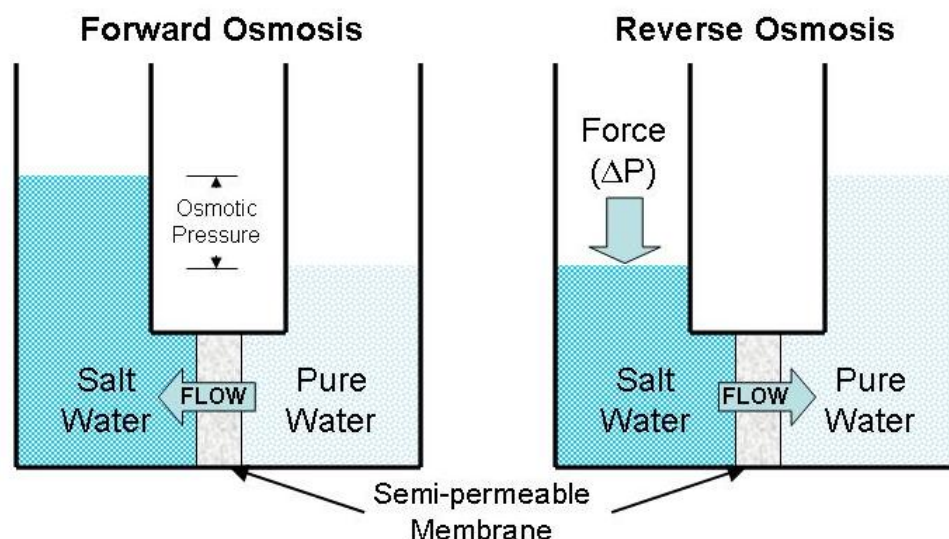 Forward Osmosis
Osmotic
Pressure
Salt
Water
FLOW
Pure
Water
Reverse Osmosis
Force
(ΔP)
Salt
Water
FLOW
Pure
Water
Semi-permeable
Membrane